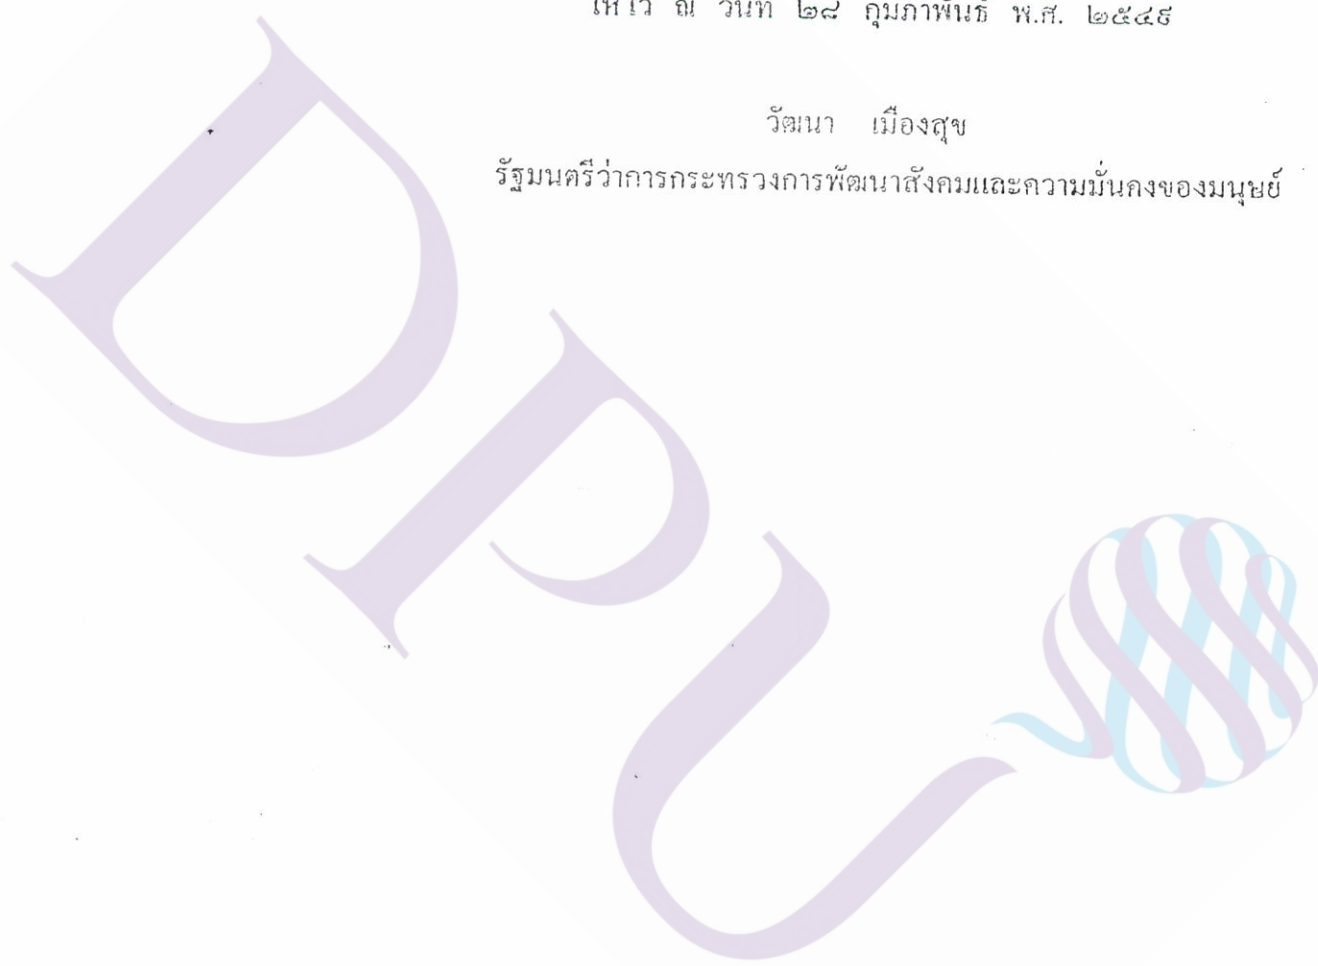 ให้ไว้ ณ วันที่ ๒๘ กุมภาพันธ์ พ.ศ. ๒๕๔๙
วัฒนา เมืองสุข
รัฐมนตรีว่าการกระทรวงการพัฒนาสังคมและความมั่นคงของมนุษย์
DPU